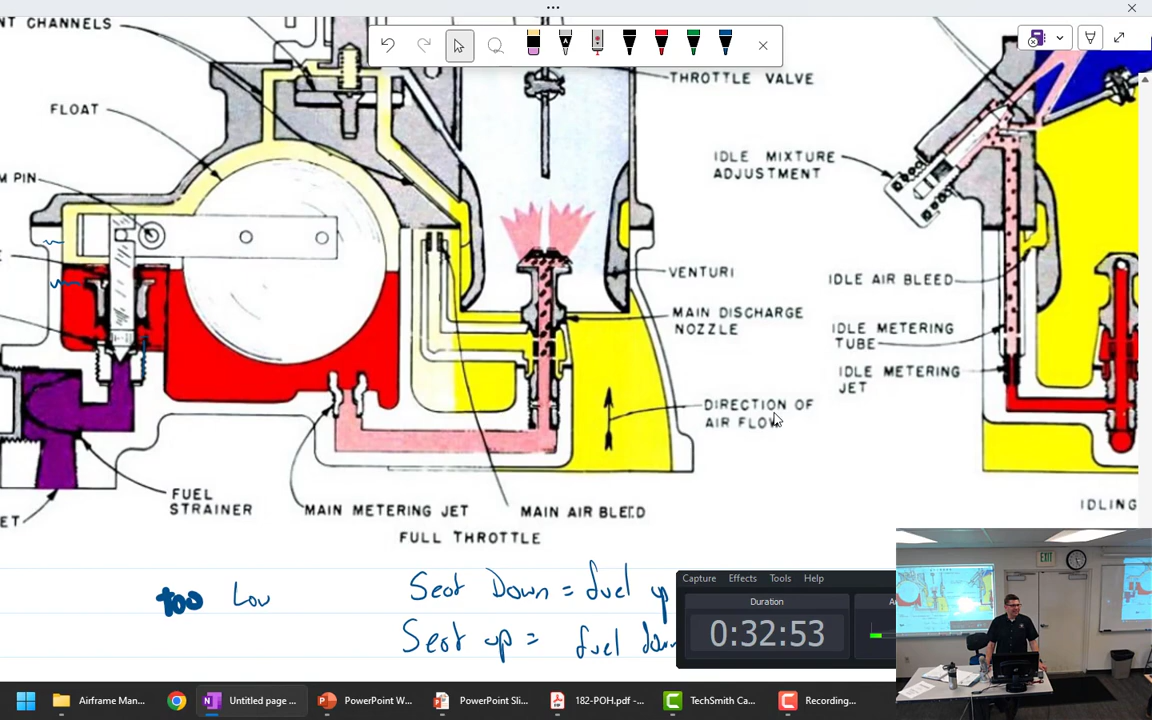 NT CHANNELS
THROTTLE VALVE
FLOAT
M PIN
IDLE MIXTURE
ADJUSTMENT
VENTURI
IDLE AIR BLEED
MAIN DISCHARGE
NOZZLE
IDLE METERING
TUBE
IDLE METERING
JET
DIRECTION OF
AIR FLOW
FUEL
STRAINER
ET
MAIN METERING JET
MAIN AIR BLEED
IDLING
FULL THROTTLE
too Low
Seat Down = fuel up
Seat up = fuel down
Capture Effects Tools Help
Duration
0:32:53
EXIT
Airframe Man...
Untitled page ...
PowerPoint W...
PowerPoint Sli...
182-POH.pdf -...
TechSmith Ca...
Recording...